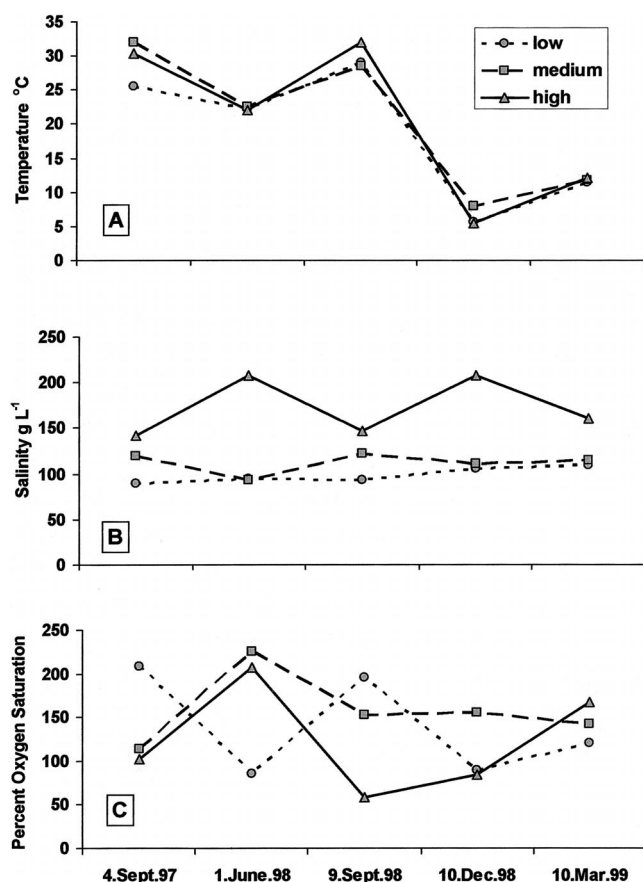 35
30
25
20
15
10
5
0
Temperature °C
A
low
medium
high
250
200
150
100
50
0
Salinity g L-1
B
250
200
150
100
50
0
Percent Oxygen Saturation
C
4.Sept.97 1.June.98 9.Sept.98 10.Dec.98 10.Mar.99